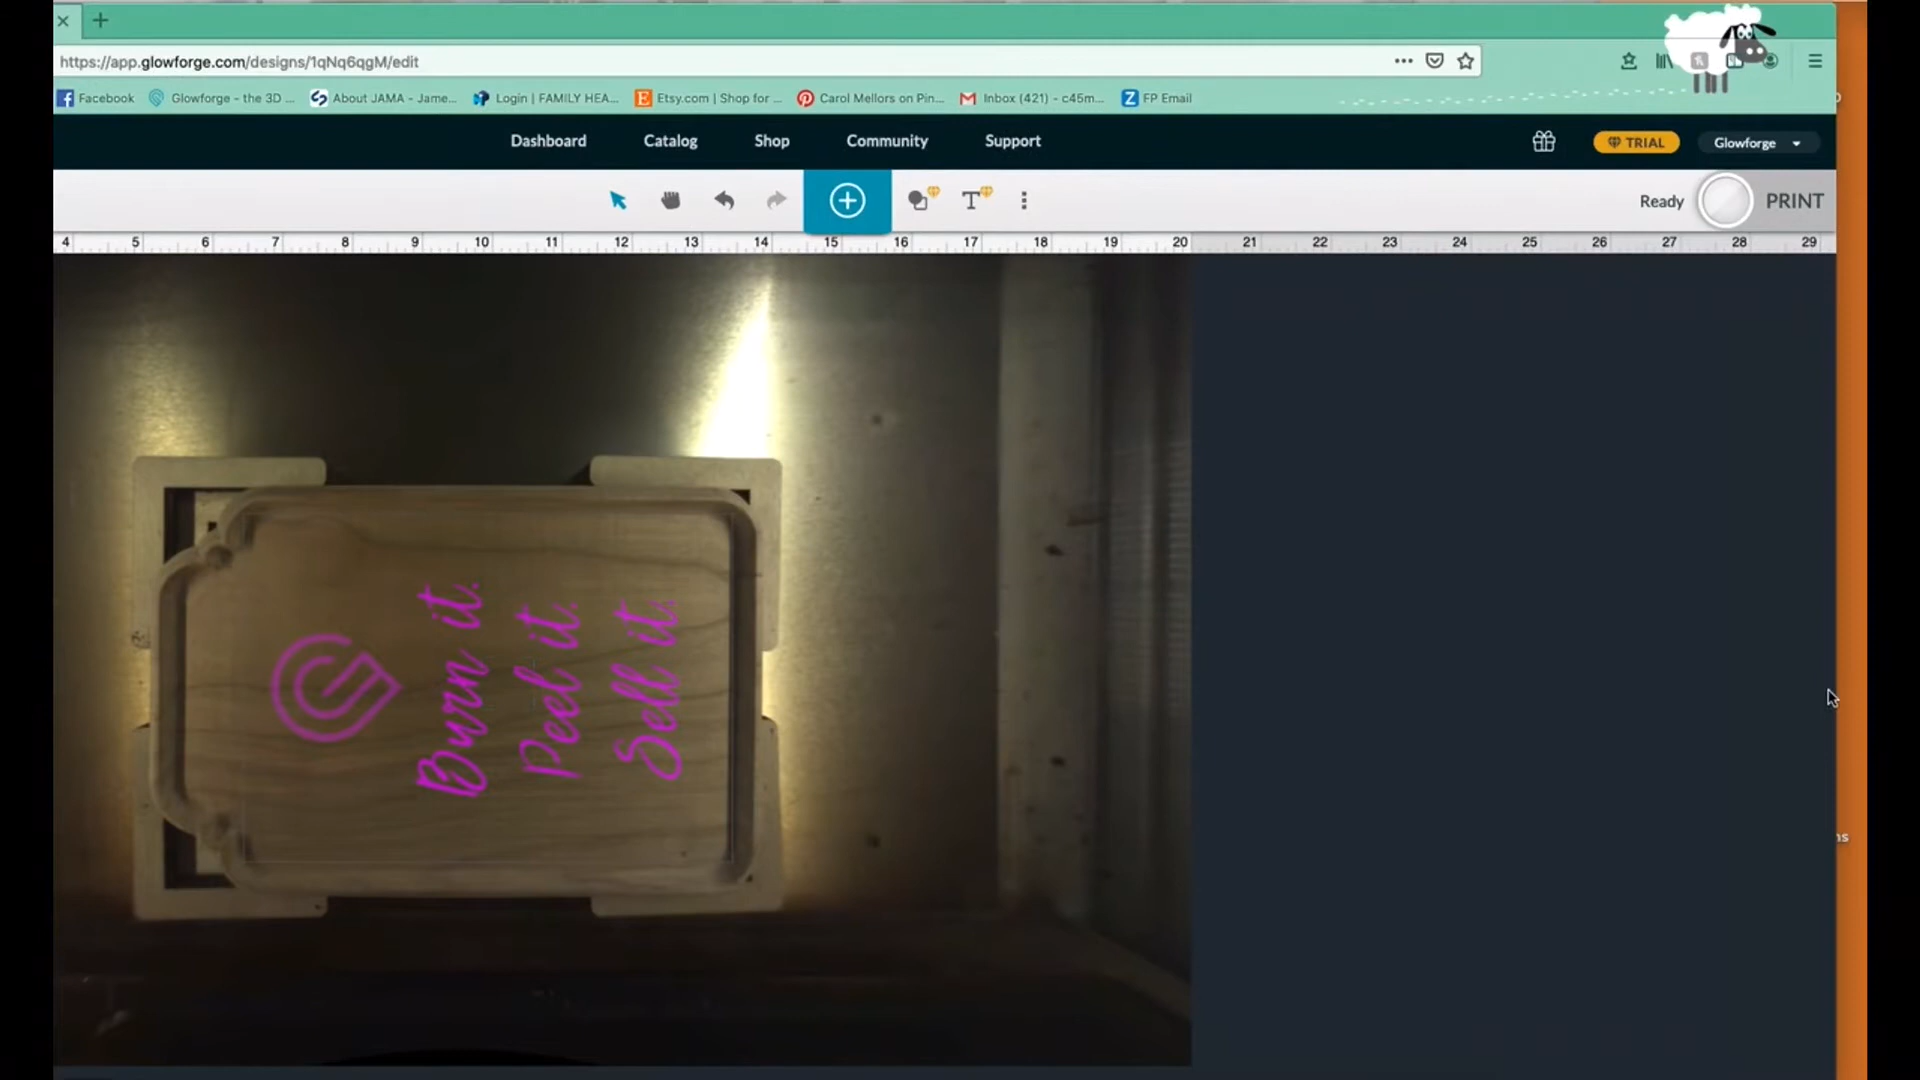 https://app.glowforge.com/designs/1qNq6qgM/edit
Facebook
Glowforge - the 3D ...
About JAMA - Jame...
Login | FAMILY HEA...
Etsy.com | Shop for ...
Carol Mellors on Pin...
Inbox (421) - c45m...
FP Email
Dashboard
Catalog
Shop
Community
Support
TRIAL
Glowforge
Ready
PRINT
4 5 6 7 8 9 10 11 12 13 14 15 16 17 18 19 20 21 22 23 24 25 26 27 28 29
Burn it.
Peel it.
Sell it.